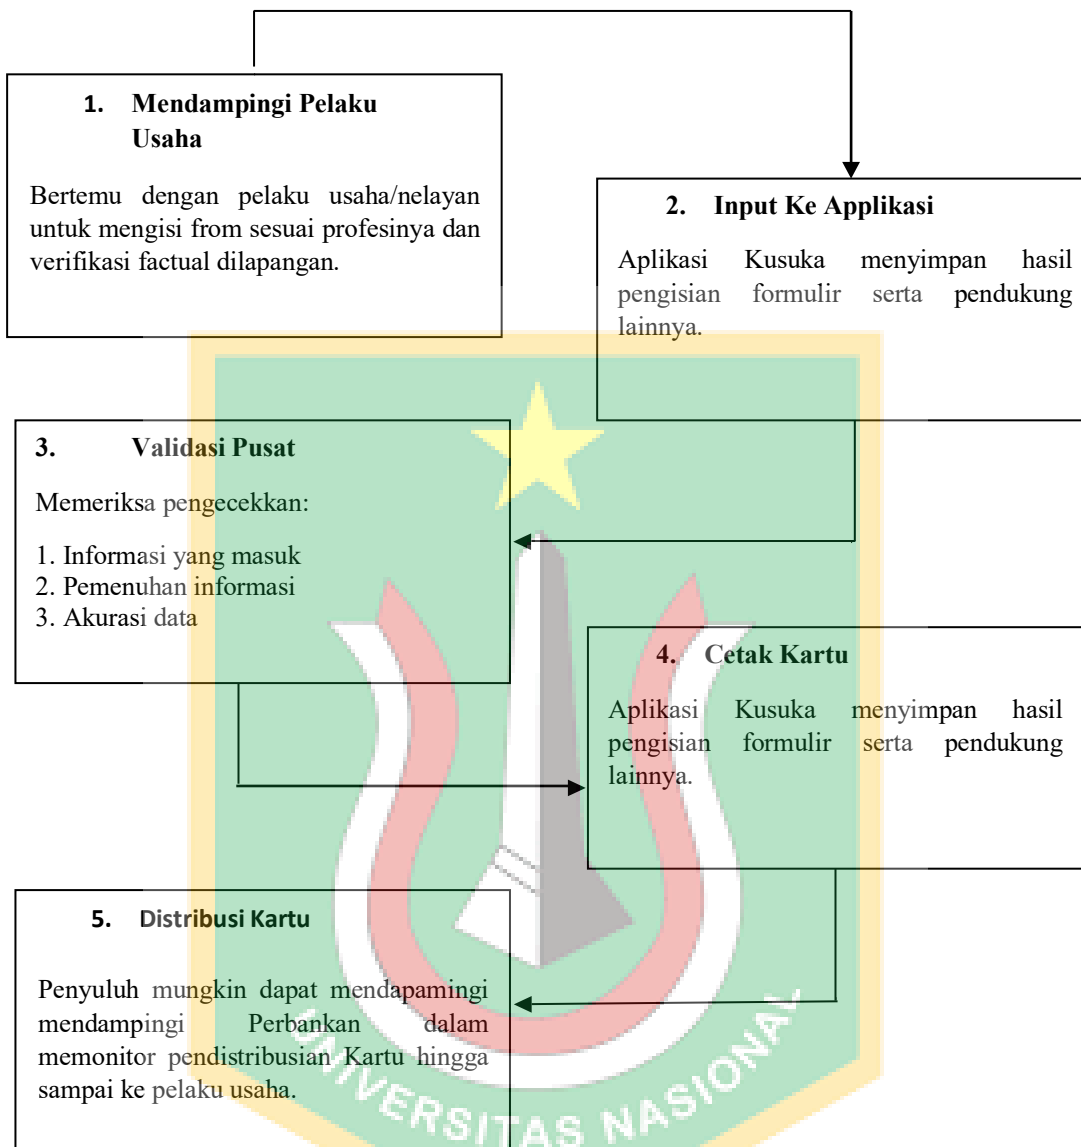 1. Mendampingi Pelaku
Usaha
Bertemu dengan pelaku usaha/nelayan
untuk mengisi from sesuai profesinya dan
verifikasi factual dilapangan.
2. Input Ke Applikasi
Aplikasi Kusuka menyimpan hasil
pengisian formulir serta pendukung
lainnya.
3. Validasi Pusat
Memeriksa pengecekkan:
1. Informasi yang masuk
2. Pemenuhan informasi
3. Akurasi data
4. Cetak Kartu
Aplikasi Kusuka menyimpan hasil
pengisian formulir serta pendukung
lainnya.
5. Distribusi Kartu
Penyuluh mungkin dapat mendapamingi
mendampingi Perbankan dalam
memonitor pendistribusian Kartu hingga
sampai ke pelaku usaha.
UNIVERSITAS NASIONAL